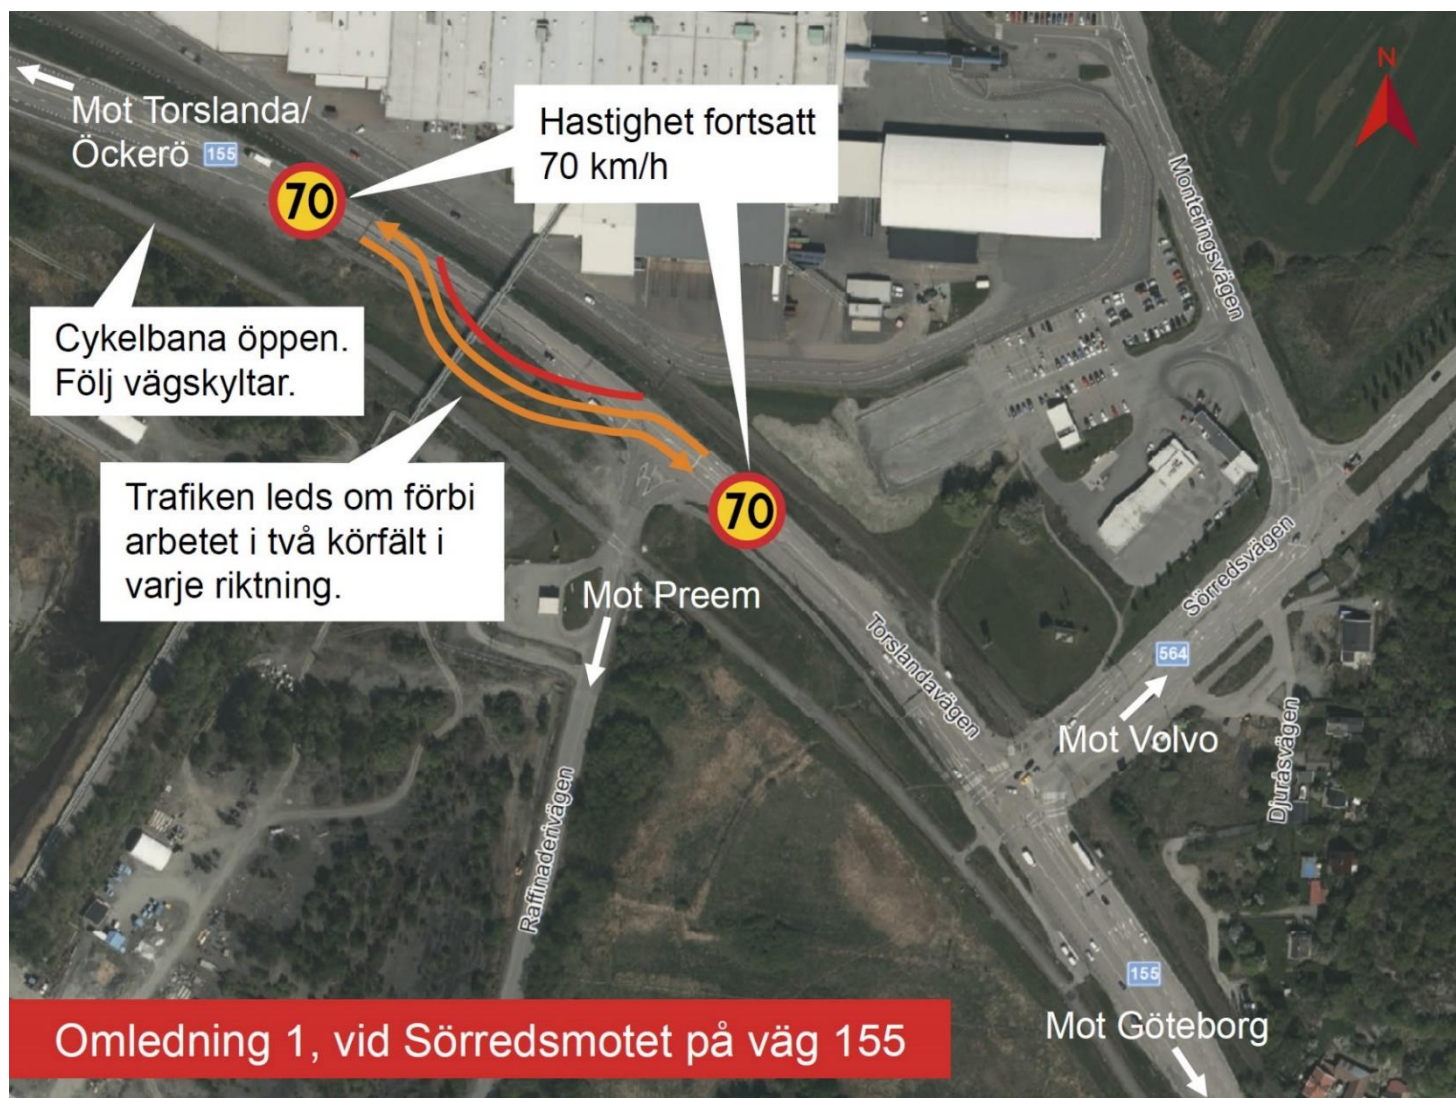 N
Mot Torslanda/
Öckerö 155
70
Hastighet fortsatt
70 km/h
Monteringsvägen
Cykelbana öppen.
Följ vägskyltar.
Trafiken leds om förbi
arbetet i två körfält i
varje riktning.
70
Mot Preem
Sörredsvägen
564
Torslandavägen
Mot Volvo
Djuråsvägen
Raffinaderivägen
155
Mot Göteborg
Omledning 1, vid Sörredsmotet på väg 155